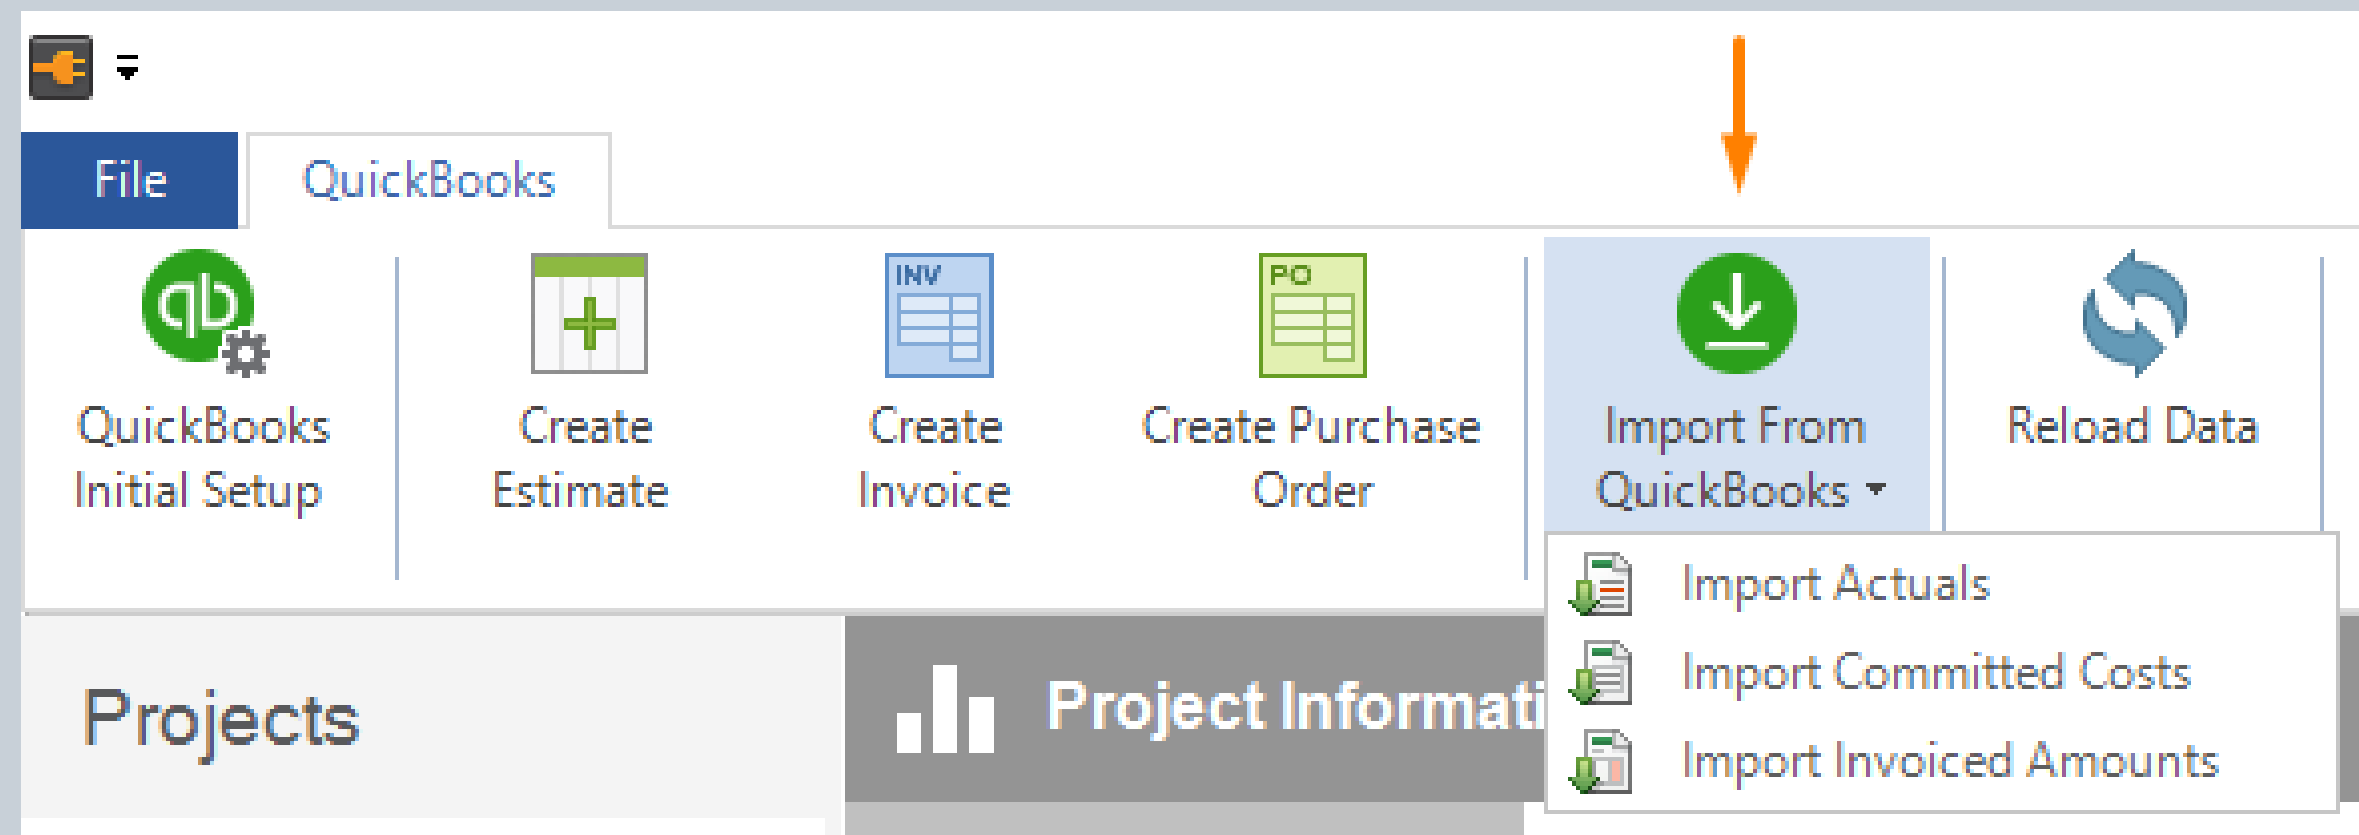 File
QuickBooks
qb
QuickBooks
Initial Setup
Create
Estimate
INV
Create
Invoice
PO
Create Purchase
Order
Import From
QuickBooks
Reload Data
Import Actuals
Import Committed Costs
Import Invoiced Amounts
Projects
Project Informati